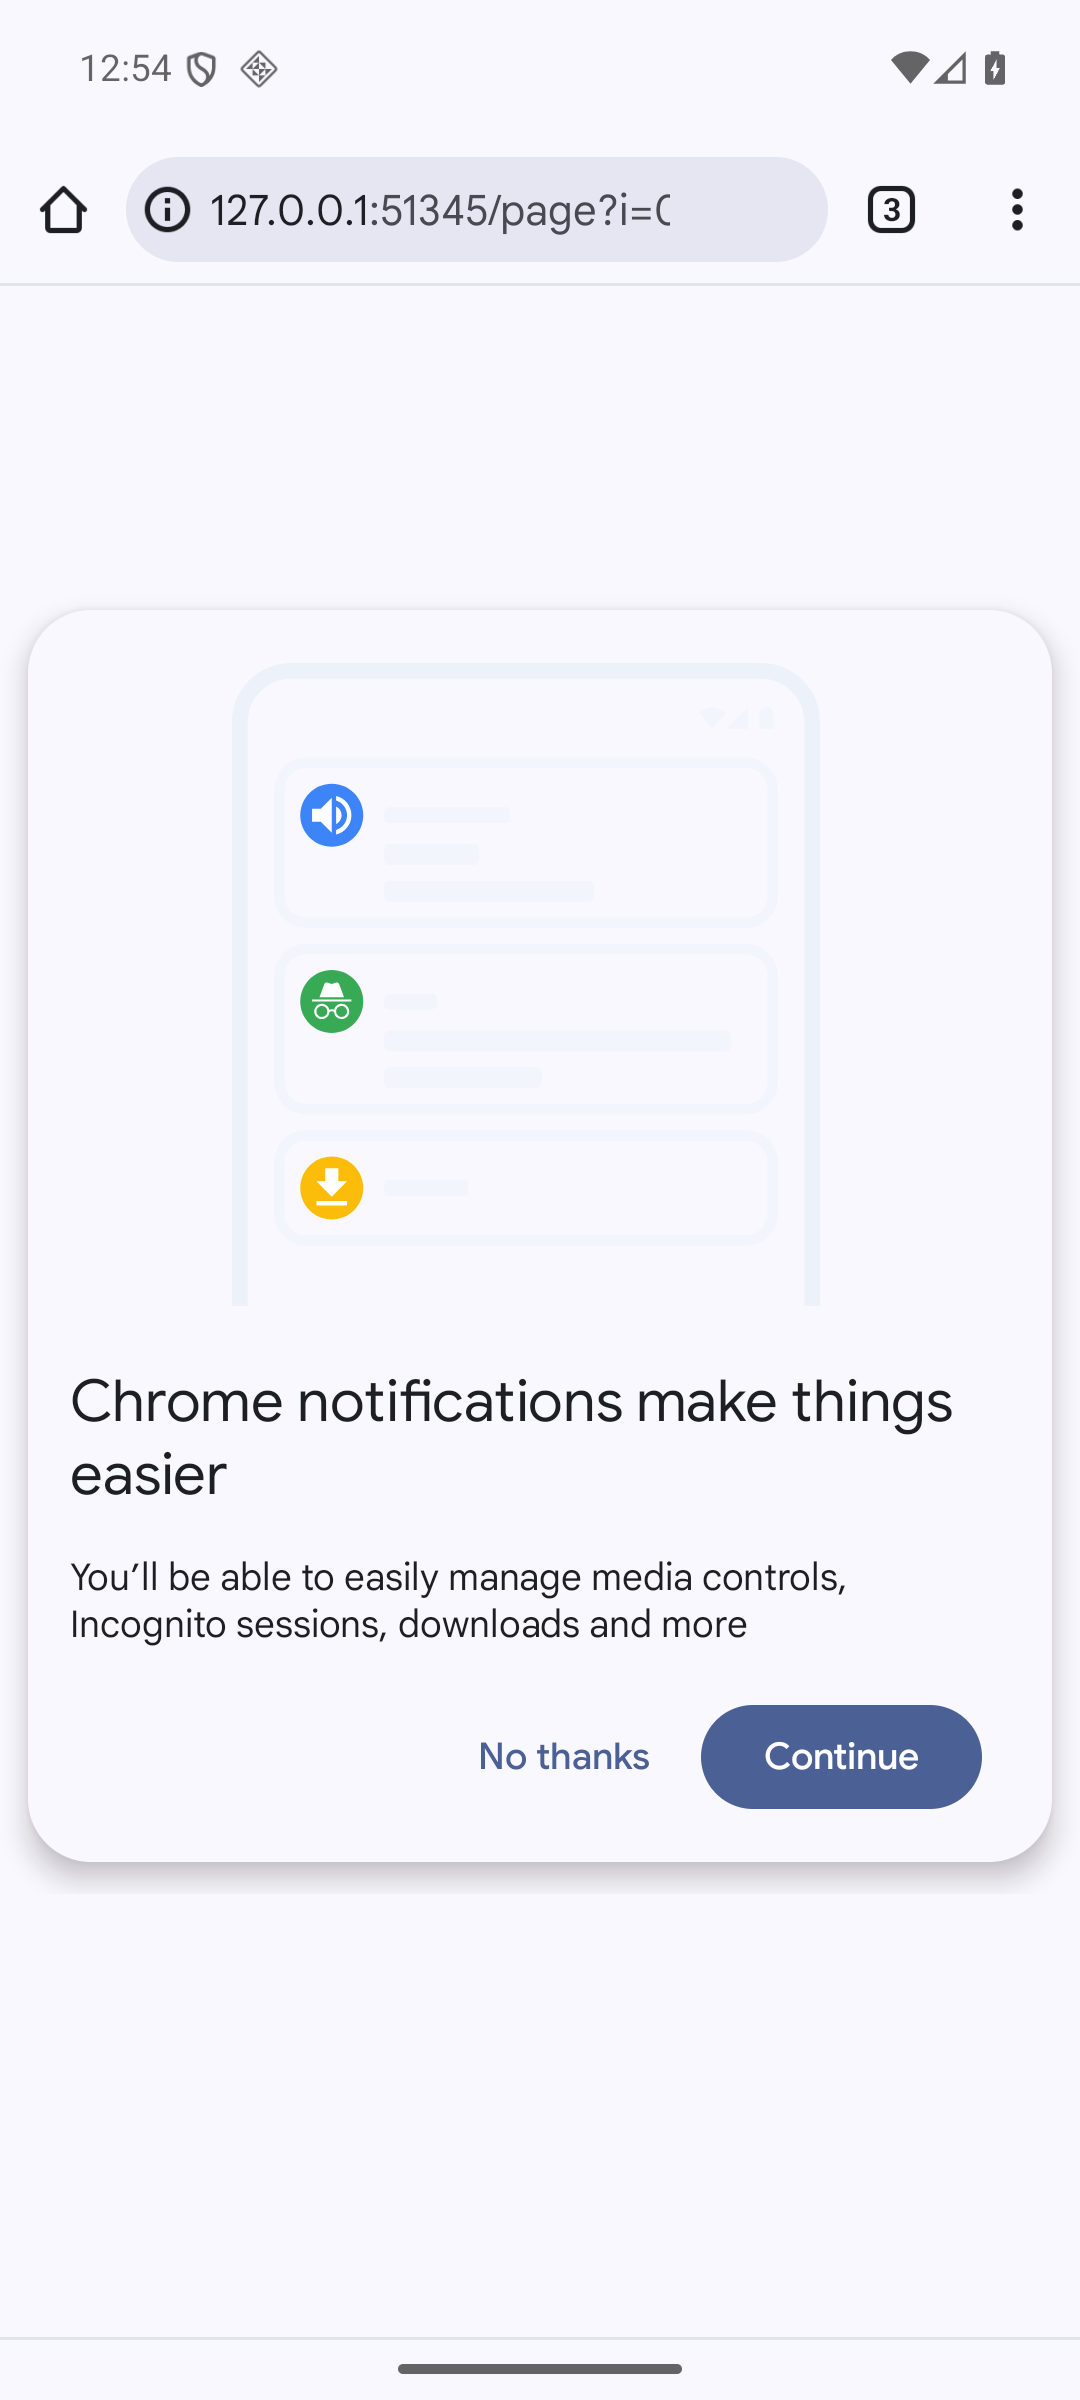 12:54
127.0.0.1:51345/page?i=
3
Chrome notifications make things
easier
You’ll be able to easily manage media controls,
Incognito sessions, downloads and more
No thanks
Continue